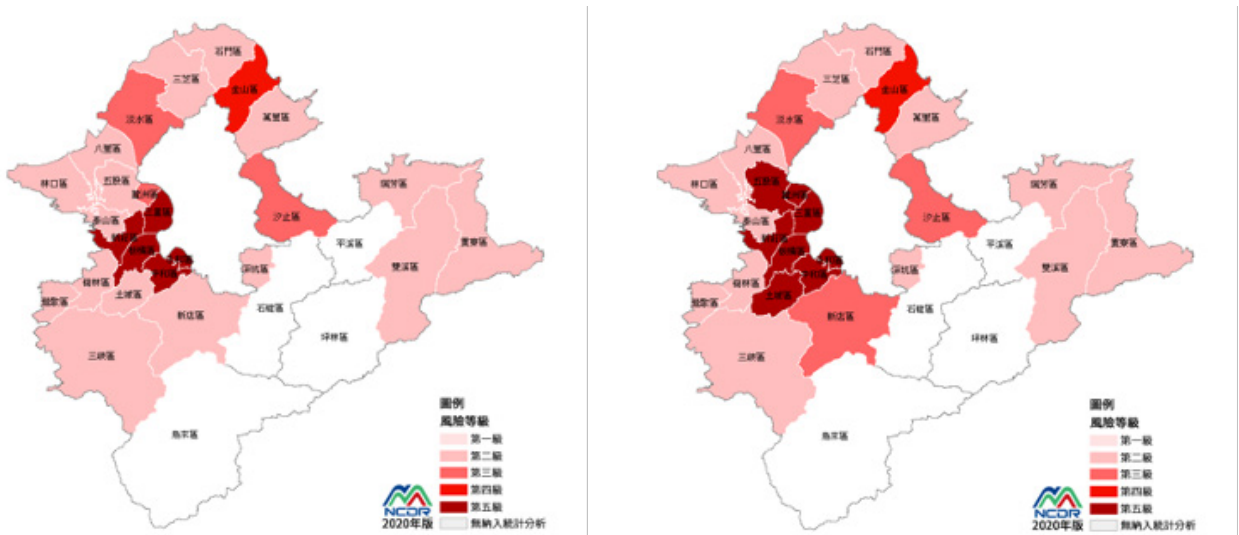 石門區
三芝區
金山區
淡水區
萬里區
八里區
林口區
五股區
蘆洲區
泰山區
三重區
汐止區
瑞芳區
平溪區
貢寮區
雙溪區
深坑區
樹林區
土城區
鶯歌區
新店區
石碇區
坪林區
三峽區
烏來區
圖例
風險等級
第一級
第二級
第三級
第四級
第五級
無納入統計分析
NCDR
2020年版
石門區
三芝區
金山區
淡水區
萬里區
八里區
林口區
五股區
蘆洲區
泰山區
三重區
汐止區
瑞芳區
平溪區
貢寮區
雙溪區
深坑區
樹林區
土城區
鶯歌區
新店區
石碇區
坪林區
三峽區
烏來區
圖例
風險等級
第一級
第二級
第三級
第四級
第五級
無納入統計分析
NCDR
2020年版